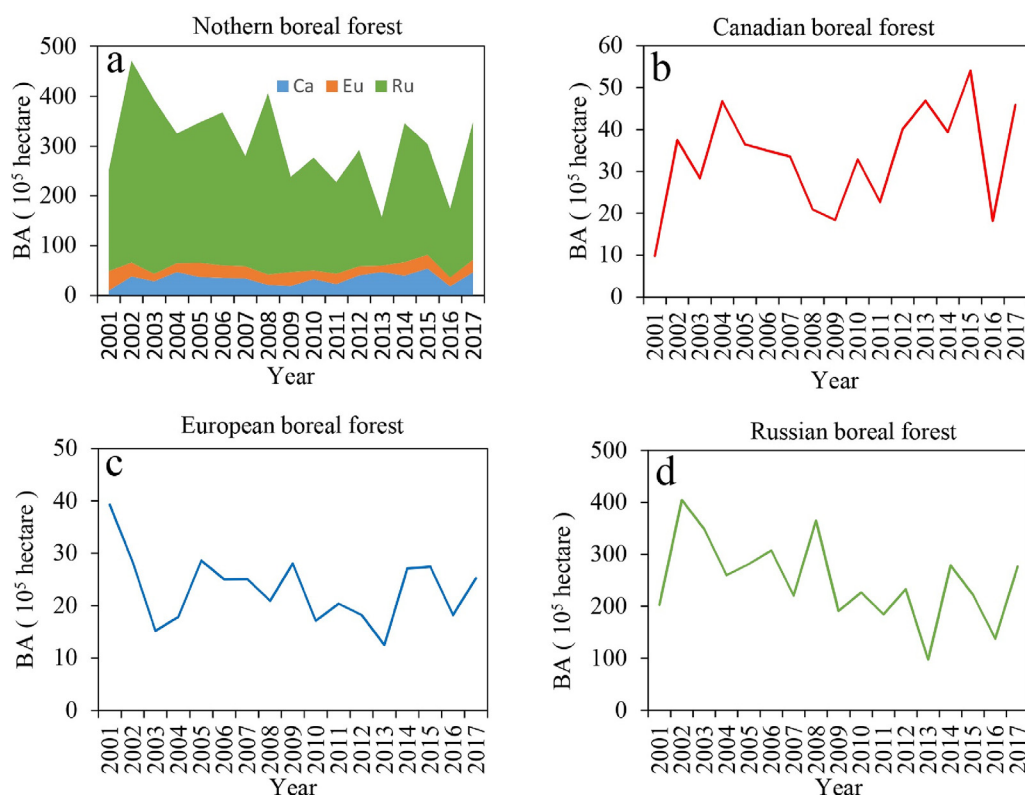 Nothern boreal forest
a
Ca Eu Ru
BA ( 10⁵ hectare )
500
400
300
200
100
0
2001 2002 2003 2004 2005 2006 2007 2008 2009 2010 2011 2012 2013 2014 2015 2016 2017
Year
Canadian boreal forest
b
BA ( 10⁵ hectare )
60
50
40
30
20
10
0
2001 2002 2003 2004 2005 2006 2007 2008 2009 2010 2011 2012 2013 2014 2015 2016 2017
Year
European boreal forest
c
BA ( 10⁵ hectare )
50
40
30
20
10
0
2001 2002 2003 2004 2005 2006 2007 2008 2009 2010 2011 2012 2013 2014 2015 2016 2017
Year
Russian boreal forest
d
BA ( 10⁵ hectare )
500
400
300
200
100
0
2001 2002 2003 2004 2005 2006 2007 2008 2009 2010 2011 2012 2013 2014 2015 2016 2017
Year